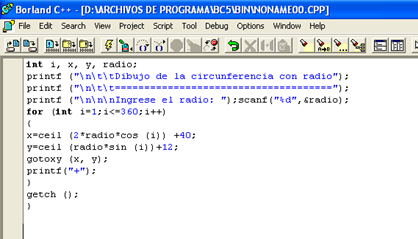 Borland C++ - [D:\ARCHIVOS DE PROGRAMA\BC5\BIN\NONAME00.CPP]
File Edit Search View Project Script Tool Debug Options Window Help
int i, x, y, radio;
printf ("\n\t\tDibujo de la circunferencia con radio");
printf ("\n\t\t=====================================");
printf ("\n\n\nIngrese el radio: ");scanf("%d",&radio);
for (int i=1;i<=360;i++)
{
x=ceil (2*radio*cos (i)) +40;
y=ceil (radio*sin (i))+12;
gotoxy (x, y);
printf("+");
}
getch ();
}